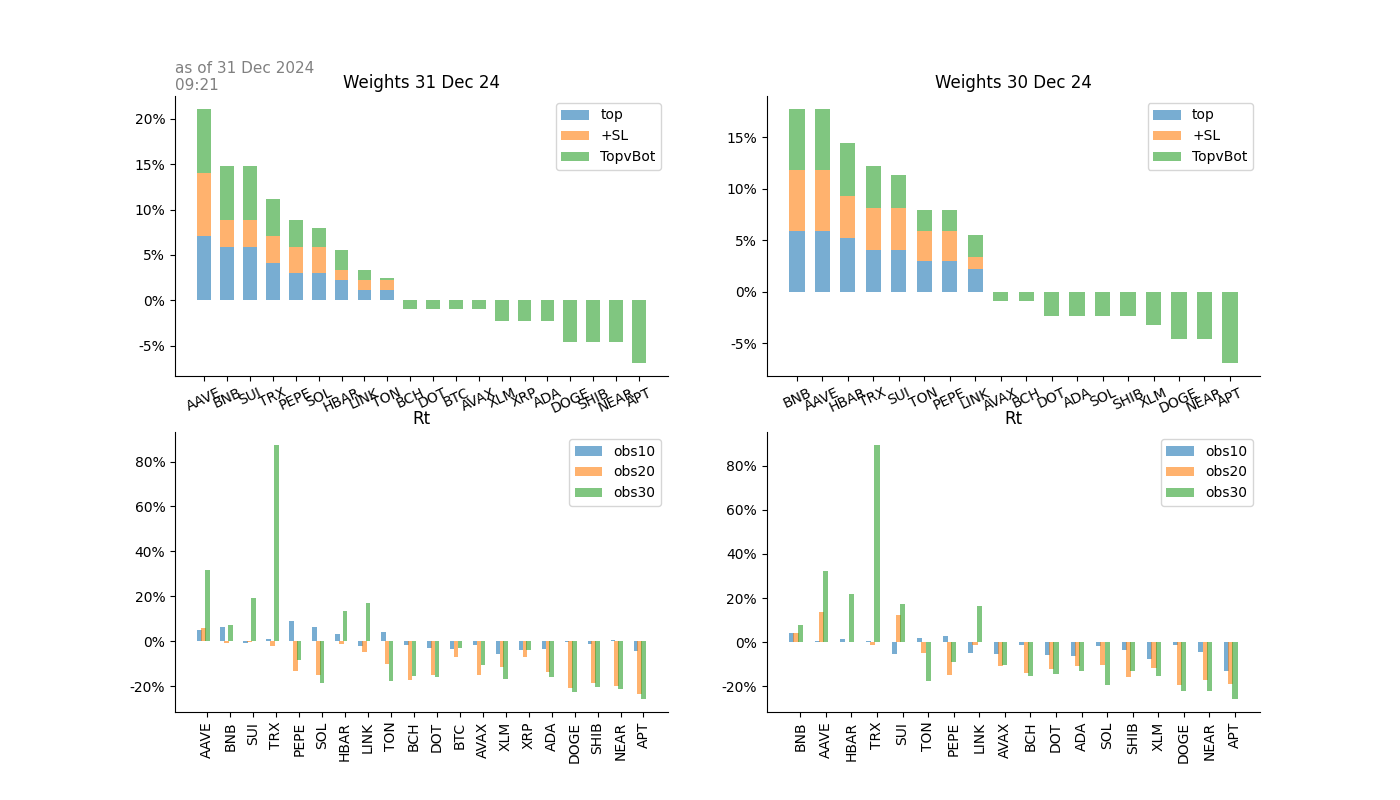 as of 31 Dec 2024
09:21
Weights 31 Dec 24
20%
15%
10%
5%
0%
-5%
top
+SL
TopvBot
AAVE BNB SUI TRX PEPE SOL HBAR LINK TON BCH DOT BTC AVAX XLM XRP ADA DOGE SHIB NEAR APT
Weights 30 Dec 24
15%
10%
5%
0%
-5%
top
+SL
TopvBot
BNB AAVE HBAR TRX SUI TON PEPE LINK AVAX BCH DOT ADA SOL SHIB XLM DOGE NEAR APT
Rt
80%
60%
40%
20%
0%
-20%
obs10
obs20
obs30
AAVE BNB SUI TRX PEPE SOL HBAR LINK TON BCH DOT BTC AVAX XLM XRP ADA DOGE SHIB NEAR APT
Rt
80%
60%
40%
20%
0%
-20%
obs10
obs20
obs30
BNB AAVE HBAR TRX SUI TON PEPE LINK AVAX BCH DOT ADA SOL SHIB XLM DOGE NEAR APT